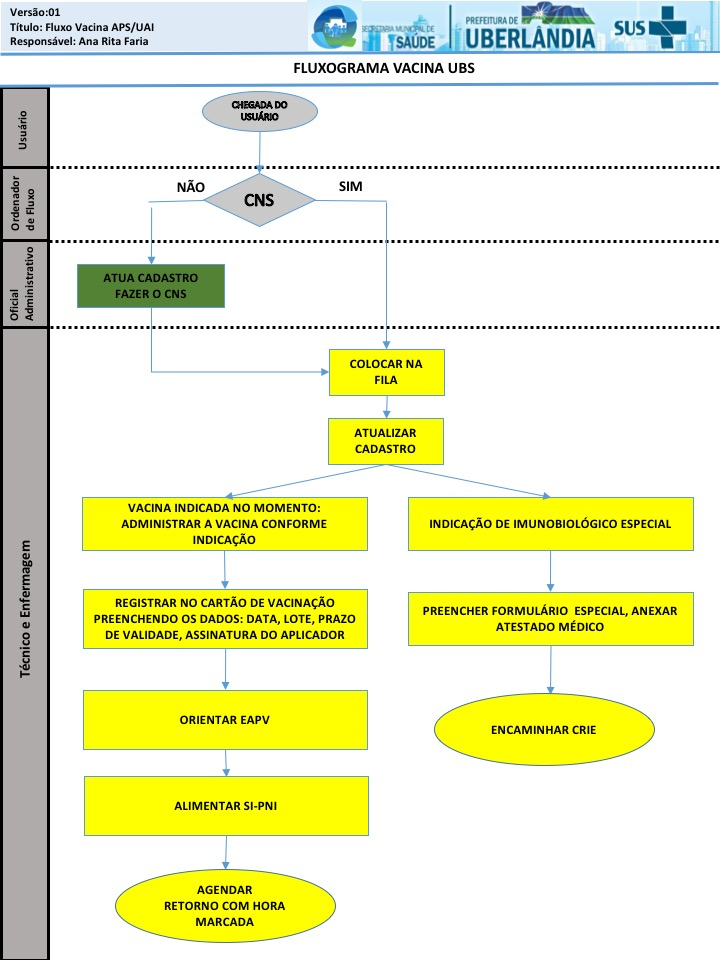 Versão:01
Título: Fluxo Vacina APS/UAI
Responsável: Ana Rita Faria
SECRETARIA MUNICIPAL DE
SAÚDE
PREFEITURA DE
UBERLÂNDIA
SUS
FLUXOGRAMA VACINA UBS
Usuário
CHEGADA DO
USUÁRIO
Ordenador
de Fluxo
NÃO
CNS
SIM
Oficial
Administrativo
ATUA CADASTRO
FAZER O CNS
Técnico e Enfermagem
COLOCAR NA
FILA
ATUALIZAR
CADASTRO
VACINA INDICADA NO MOMENTO:
ADMINISTRAR A VACINA CONFORME
INDICAÇÃO
INDICAÇÃO DE IMUNOBIOLÓGICO ESPECIAL
REGISTRAR NO CARTÃO DE VACINAÇÃO
PREENCHENDO OS DADOS: DATA, LOTE, PRAZO
DE VALIDADE, ASSINATURA DO APLICADOR
PREENCHER FORMULÁRIO ESPECIAL, ANEXAR
ATESTADO MÉDICO
ORIENTAR EAPV
ENCAMINHAR CRIE
ALIMENTAR SI-PNI
AGENDAR
RETORNO COM HORA
MARCADA